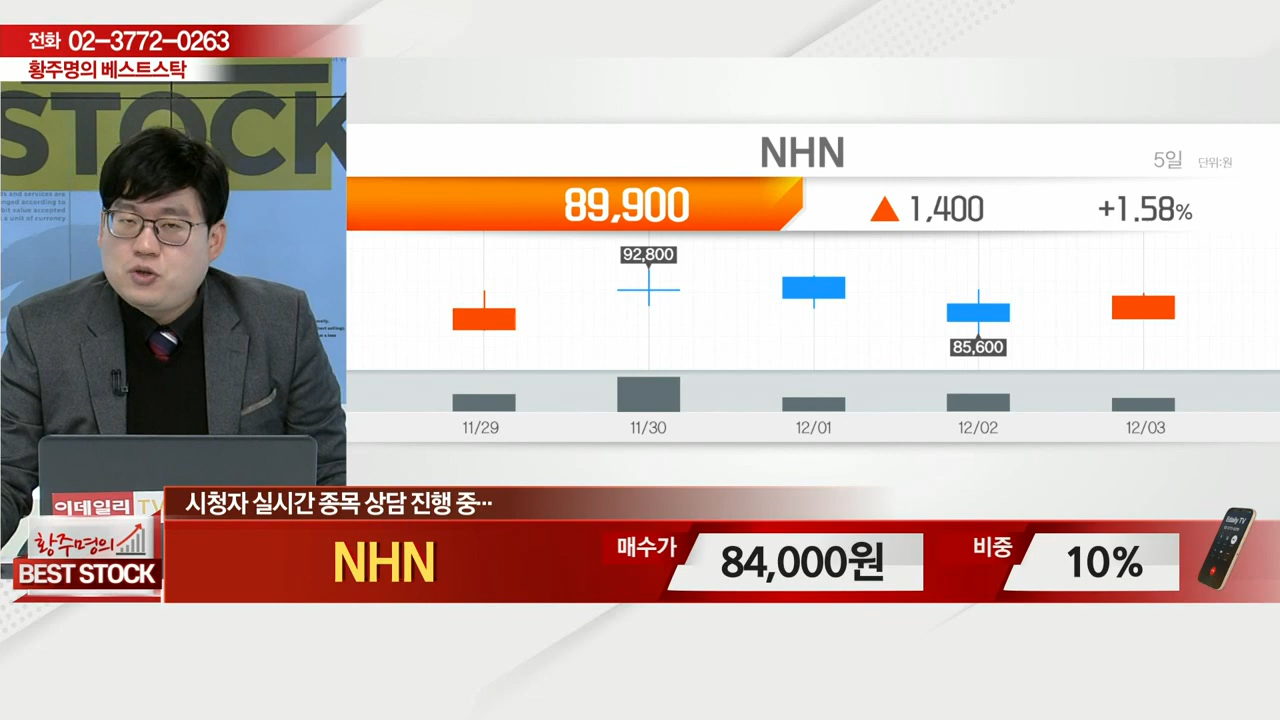 전화 02-3772-0263
황주명의 베스트스탁
STOCK
NHN
5일 단위:원
89,900 ▲ 1,400 +1.58%
92,800
85,600
11/29 11/30 12/01 12/02 12/03
이데일리 TV
시청자 실시간 종목 상담 진행 중...
황주명의
BEST STOCK
NHN 매수가 84,000원 비중 10%